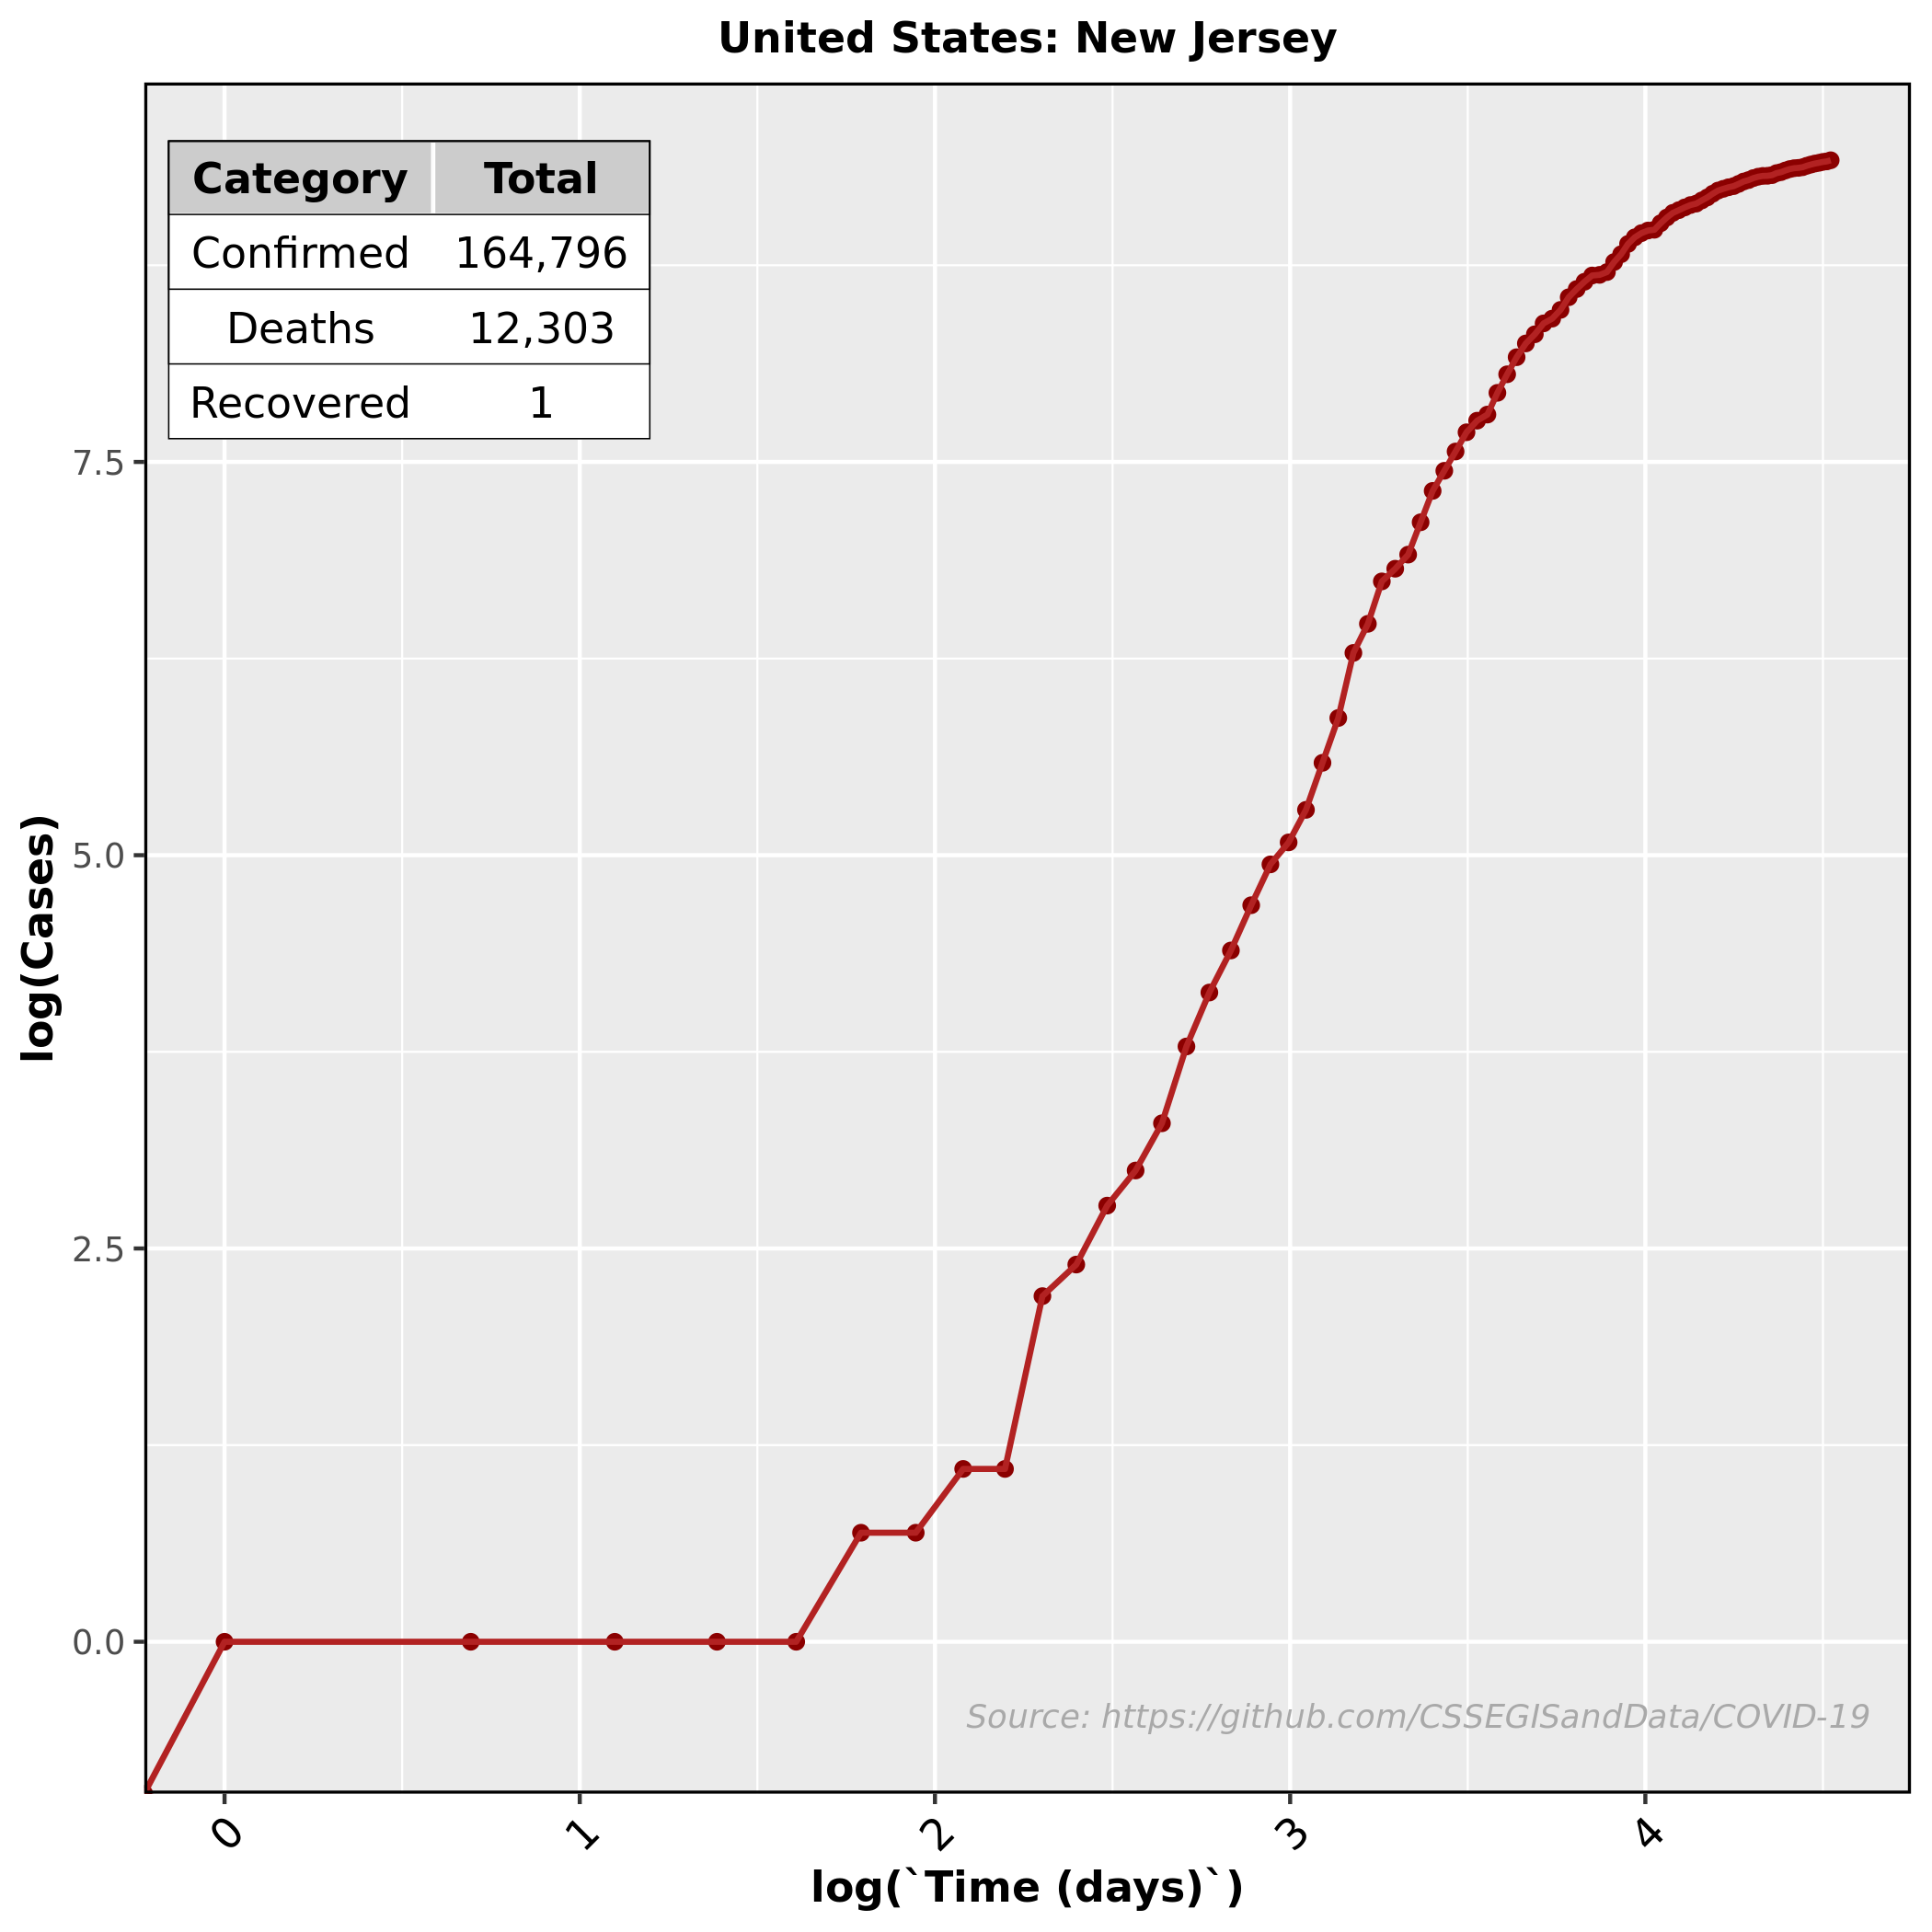 United States: New Jersey
Category Total
Confirmed 164,796
Deaths 12,303
Recovered 1
7.5
5.0
2.5
0.0
log(Cases)
Source: https://github.com/CSSEGISandData/COVID-19
0 1 2 3 4
log(`Time (days)`)